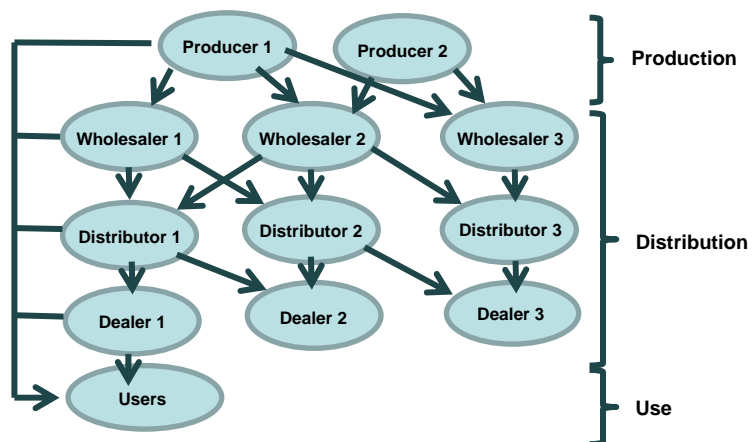 Producer 1
Producer 2
Production
Wholesaler 1
Wholesaler 2
Wholesaler 3
Distributor 1
Distributor 2
Distributor 3
Distribution
Dealer 1
Dealer 2
Dealer 3
Users
Use